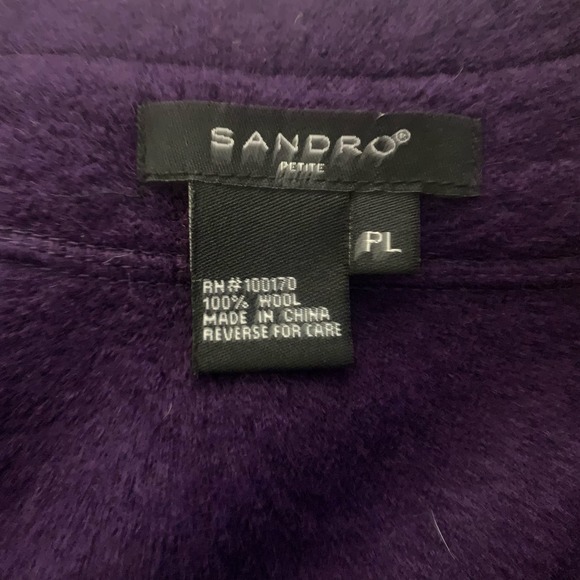 SANDRO®
PETITE
PL
RN#100170
100% WOOL
MADE IN CHINA
REVERSE FOR CARE